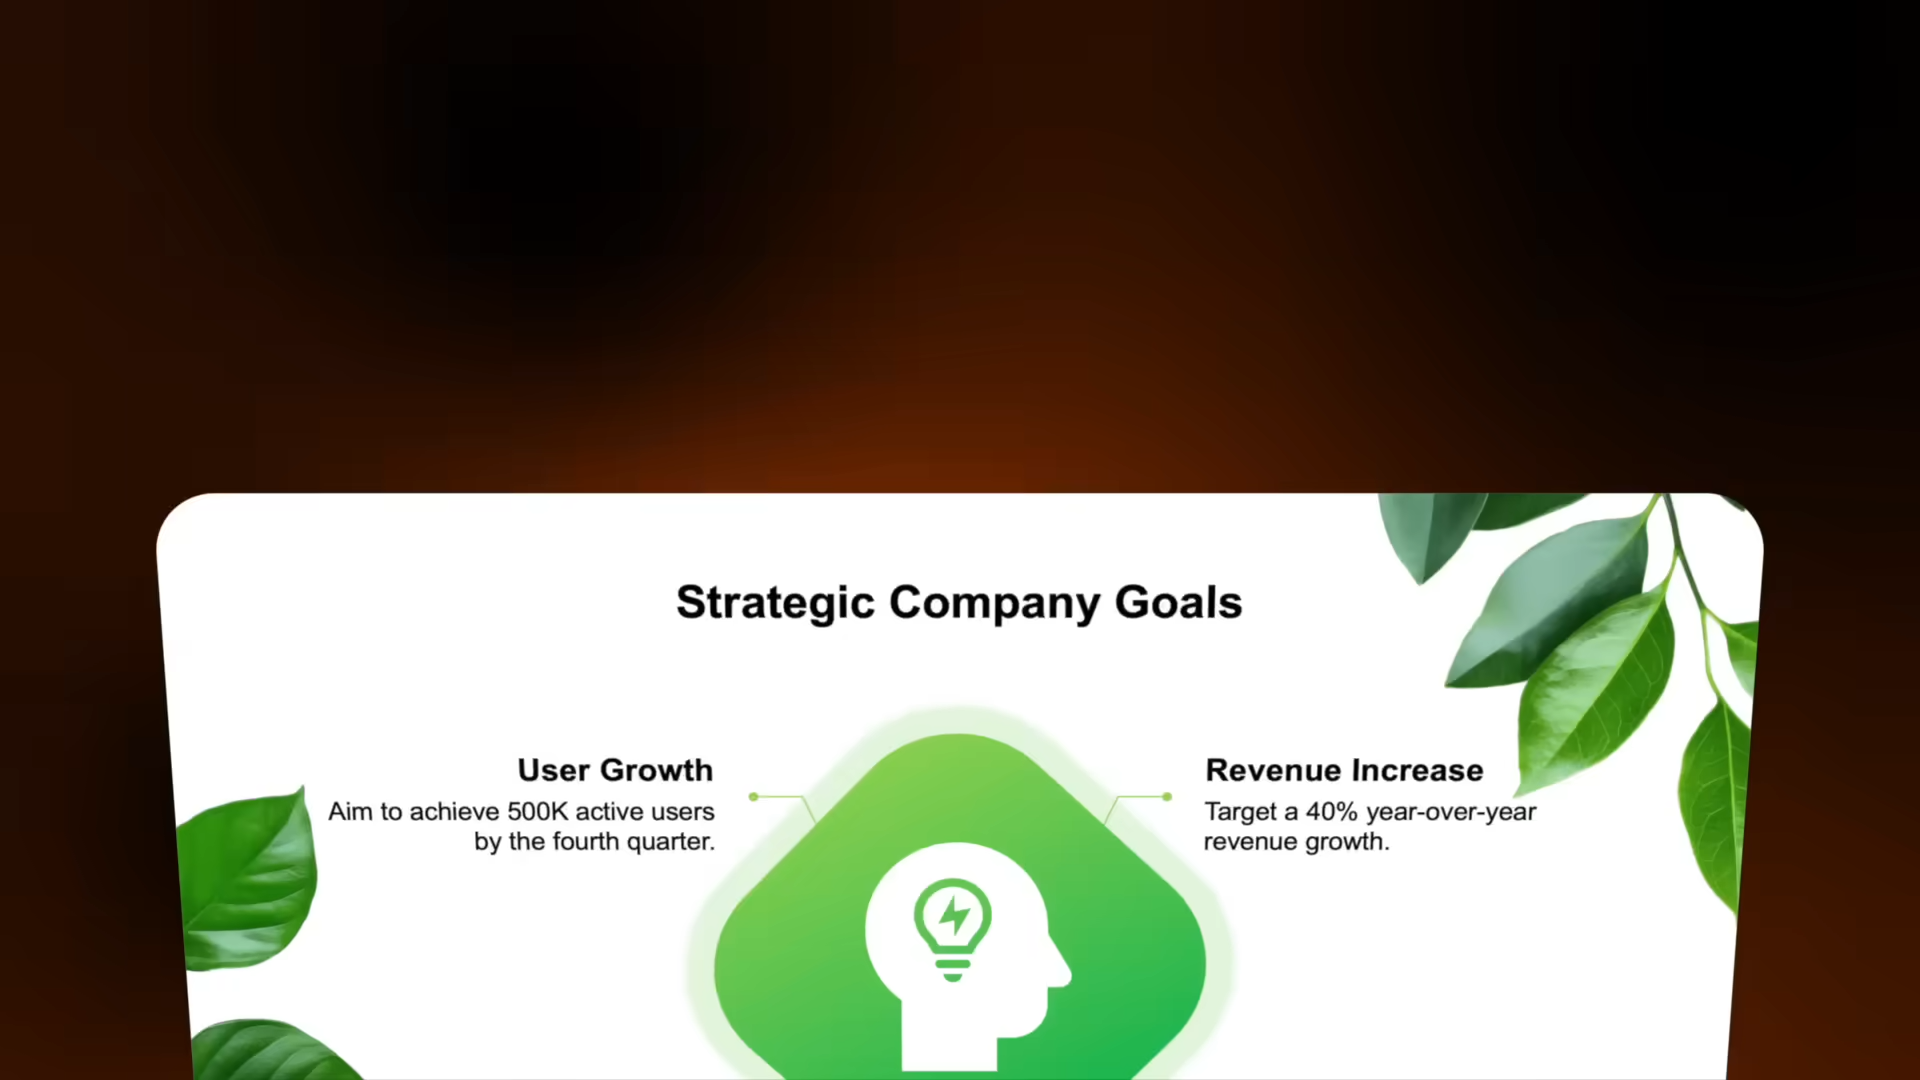 Strategic Company Goals
User Growth
Aim to achieve 500K active users
by the fourth quarter.
Revenue Increase
Target a 40% year-over-year
revenue growth.